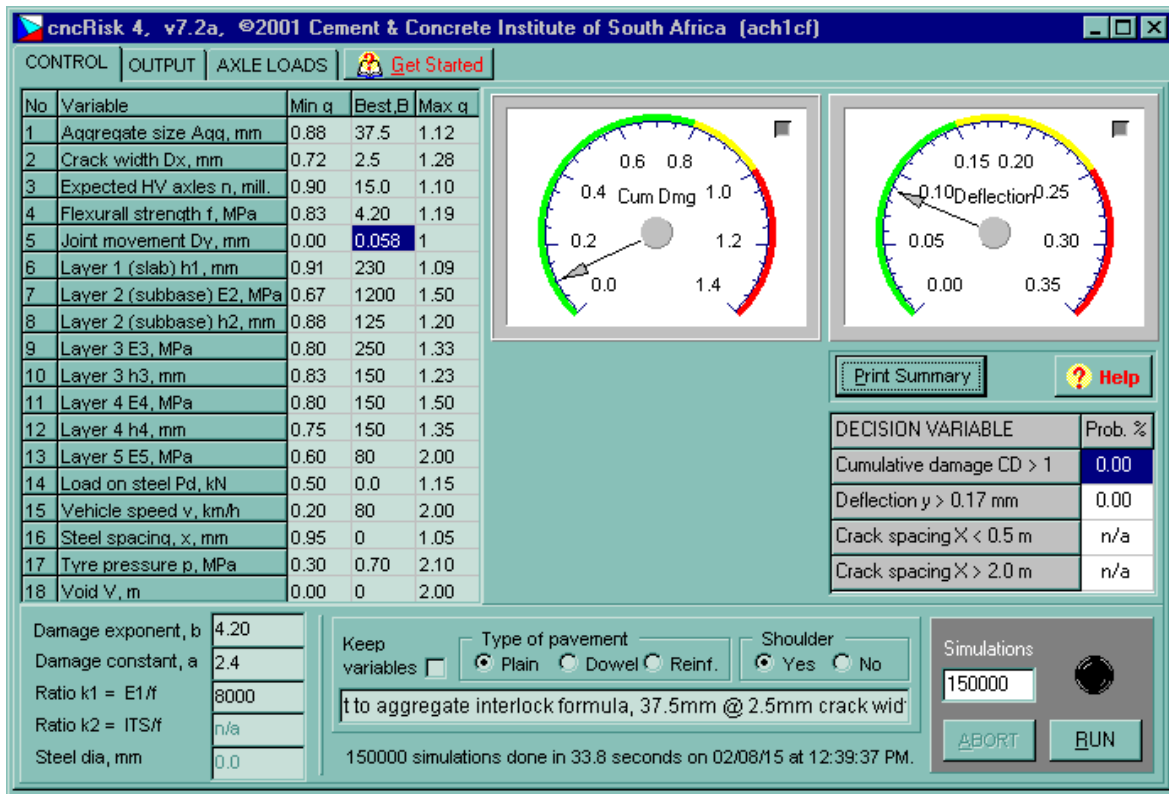 cncRisk 4, v7.2a, ©2001 Cement & Concrete Institute of South Africa (ach1cf)
CONTROL OUTPUT AXLE LOADS Get Started
No Variable Min q Best,B Max q
1 Aggregate size Agg, mm 0.88 37.5 1.12
2 Crack width Dx, mm 0.72 2.5 1.28
3 Expected HV axles n, mill. 0.90 15.0 1.10
4 Flexurall strength f, MPa 0.83 4.20 1.19
5 Joint movement Dy, mm 0.00 0.058 1
6 Layer 1 (slab) h1, mm 0.91 230 1.09
7 Layer 2 (subbase) E2, MPa 0.67 1200 1.50
8 Layer 2 (subbase) h2, mm 0.88 125 1.20
9 Layer 3 E3, MPa 0.80 250 1.33
10 Layer 3 h3, mm 0.83 150 1.23
11 Layer 4 E4, MPa 0.80 150 1.50
12 Layer 4 h4, mm 0.75 150 1.35
13 Layer 5 E5, MPa 0.60 80 2.00
14 Load on steel Pd, kN 0.50 0.0 1.15
15 Vehicle speed v, km/h 0.20 80 2.00
16 Steel spacing, x, mm 0.95 0 1.05
17 Tyre pressure p, MPa 0.30 0.70 2.10
18 Void V, m 0.00 0 2.00
0.6 0.8
0.4 Cum Dmg 1.0
0.2 1.2
0.0 1.4
0.15 0.20
0.10 Deflection 0.25
0.05 0.30
0.00 0.35
Print Summary ? Help
DECISION VARIABLE Prob. %
Cumulative damage CD > 1 0.00
Deflection y > 0.17 mm 0.00
Crack spacing X < 0.5 m n/a
Crack spacing X > 2.0 m n/a
Damage exponent, b 4.20
Damage constant, a 2.4
Ratio k1 = E1/f 8000
Ratio k2 = ITS/f n/a
Steel dia, mm 0.0
Keep variables
Type of pavement
Plain Dowel Reinf.
Shoulder
Yes No
t to aggregate interlock formula, 37.5mm @ 2.5mm crack wid
150000 simulations done in 33.8 seconds on 02/08/15 at 12:39:37 PM.
Simulations
150000
ABORT RUN